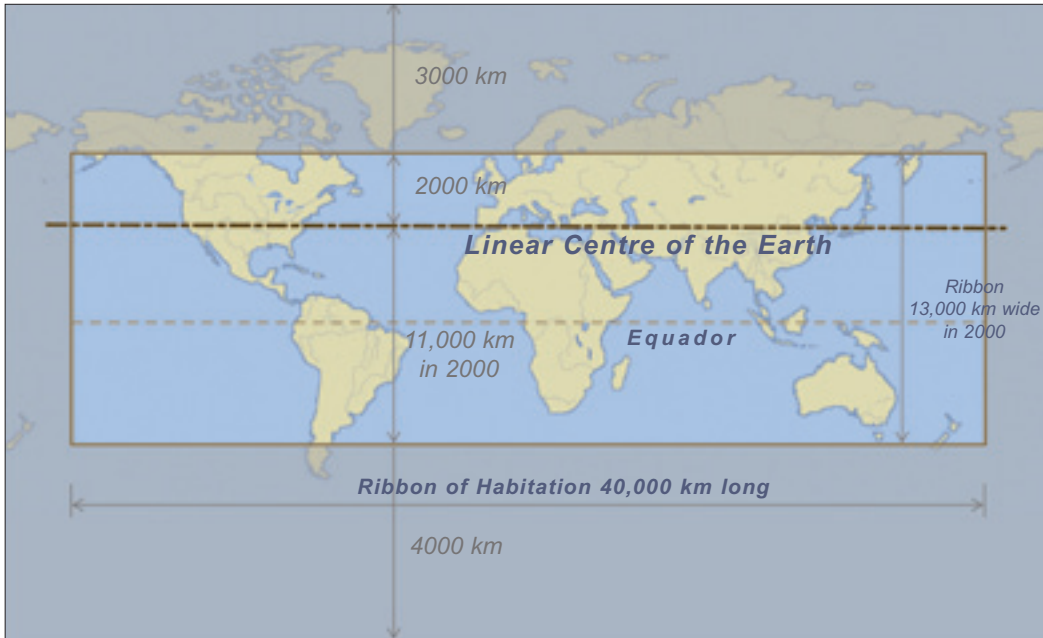 3000 km
2000 km
Linear Centre of the Earth
Ribbon
13,000 km wide
in 2000
Equador
11,000 km
in 2000
Ribbon of Habitation 40,000 km long
4000 km